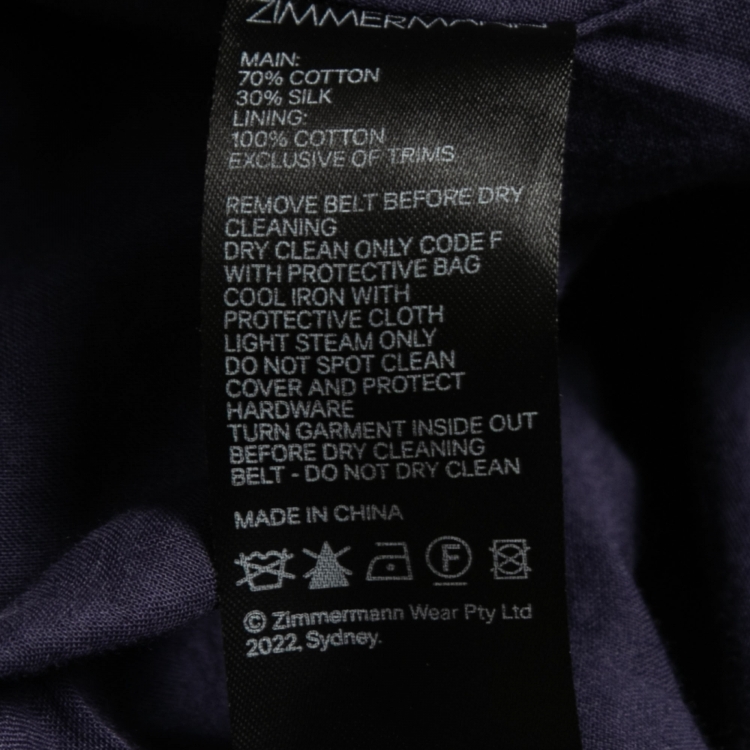 ZIMMERMANN
MAIN:
70% COTTON
30% SILK
LINING:
100% COTTON
EXCLUSIVE OF TRIMS
REMOVE BELT BEFORE DRY
CLEANING
DRY CLEAN ONLY CODE F
WITH PROTECTIVE BAG
COOL IRON WITH
PROTECTIVE CLOTH
LIGHT STEAM ONLY
DO NOT SPOT CLEAN
COVER AND PROTECT
HARDWARE
TURN GARMENT INSIDE OUT
BEFORE DRY CLEANING
BELT - DO NOT DRY CLEAN
MADE IN CHINA
F
© Zimmermann Wear Pty Ltd
2022, Sydney.